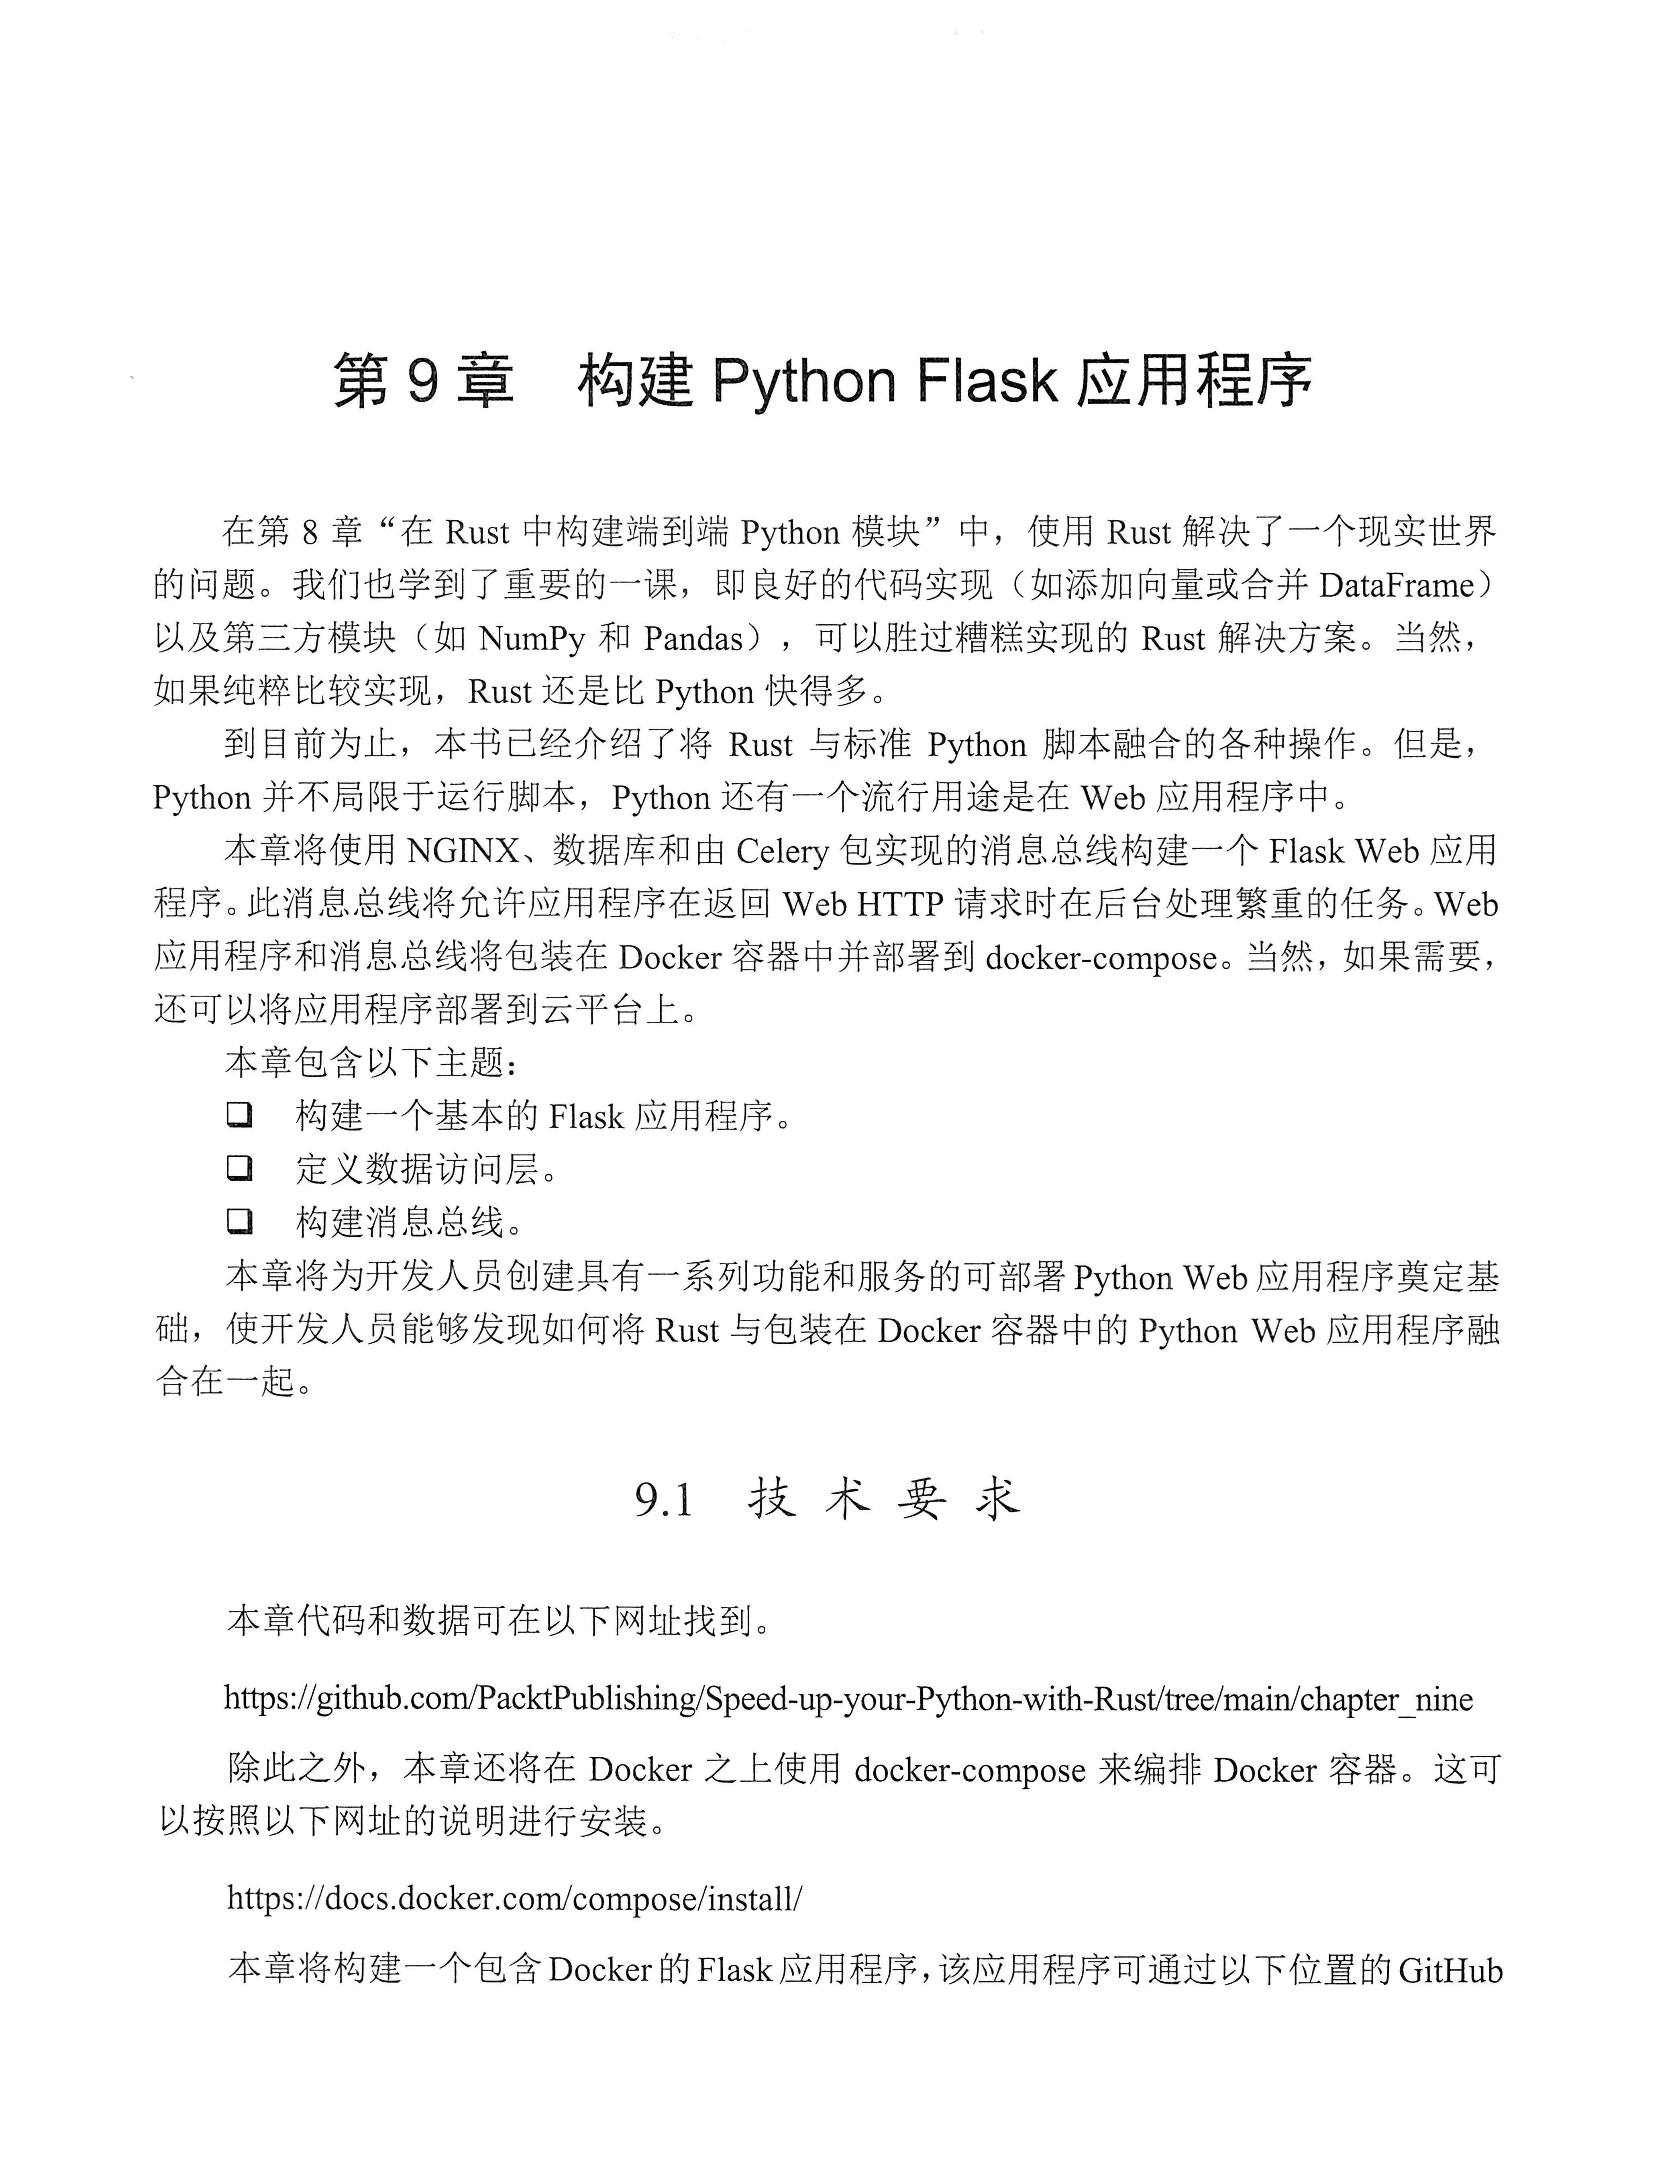 第 9 章　构建 Python Flask 应用程序
在第 8 章“在 Rust 中构建端到端 Python 模块”中，使用 Rust 解决了一个现实世界
的问题。我们也学到了重要的一课，即良好的代码实现（如添加向量或合并 DataFrame）
以及第三方模块（如 NumPy 和 Pandas），可以胜过糟糕实现的 Rust 解决方案。当然，
如果纯粹比较实现，Rust 还是比 Python 快得多。
到目前为止，本书已经介绍了将 Rust 与标准 Python 脚本融合的各种操作。但是，
Python 并不局限于运行脚本，Python 还有一个流行用途是在 Web 应用程序中。
本章将使用 NGINX、数据库和由 Celery 包实现的消息总线构建一个 Flask Web 应用
程序。此消息总线将允许应用程序在返回 Web HTTP 请求时在后台处理繁重的任务。Web
应用程序和消息总线将包装在 Docker 容器中并部署到 docker-compose。当然，如果需要，
还可以将应用程序部署到云平台上。
本章包含以下主题：
❑ 构建一个基本的 Flask 应用程序。
❑ 定义数据访问层。
❑ 构建消息总线。
本章将为开发人员创建具有一系列功能和服务的可部署 Python Web 应用程序奠定基
础，使开发人员能够发现如何将 Rust 与包装在 Docker 容器中的 Python Web 应用程序融
合在一起。
9.1　技 术 要 求
本章代码和数据可在以下网址找到。
https://github.com/PacktPublishing/Speed-up-your-Python-with-Rust/tree/main/chapter_nine
除此之外，本章还将在 Docker 之上使用 docker-compose 来编排 Docker 容器。这可
以按照以下网址的说明进行安装。
https://docs.docker.com/compose/install/
本章将构建一个包含 Docker 的 Flask 应用程序，该应用程序可通过以下位置的 GitHub